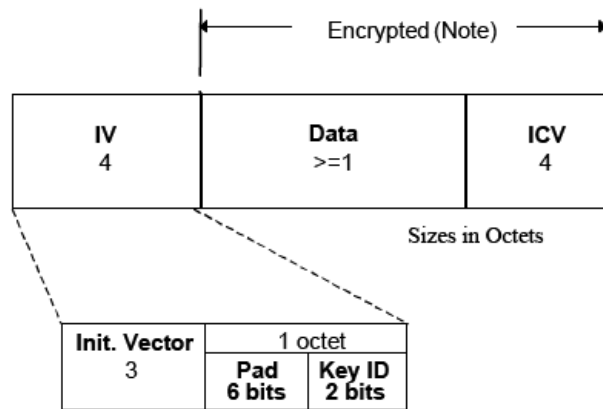 Encrypted (Note)
IV
4
Data
>=1
ICV
4
Sizes in Octets
Init. Vector
3
1 octet
Pad
6 bits
Key ID
2 bits